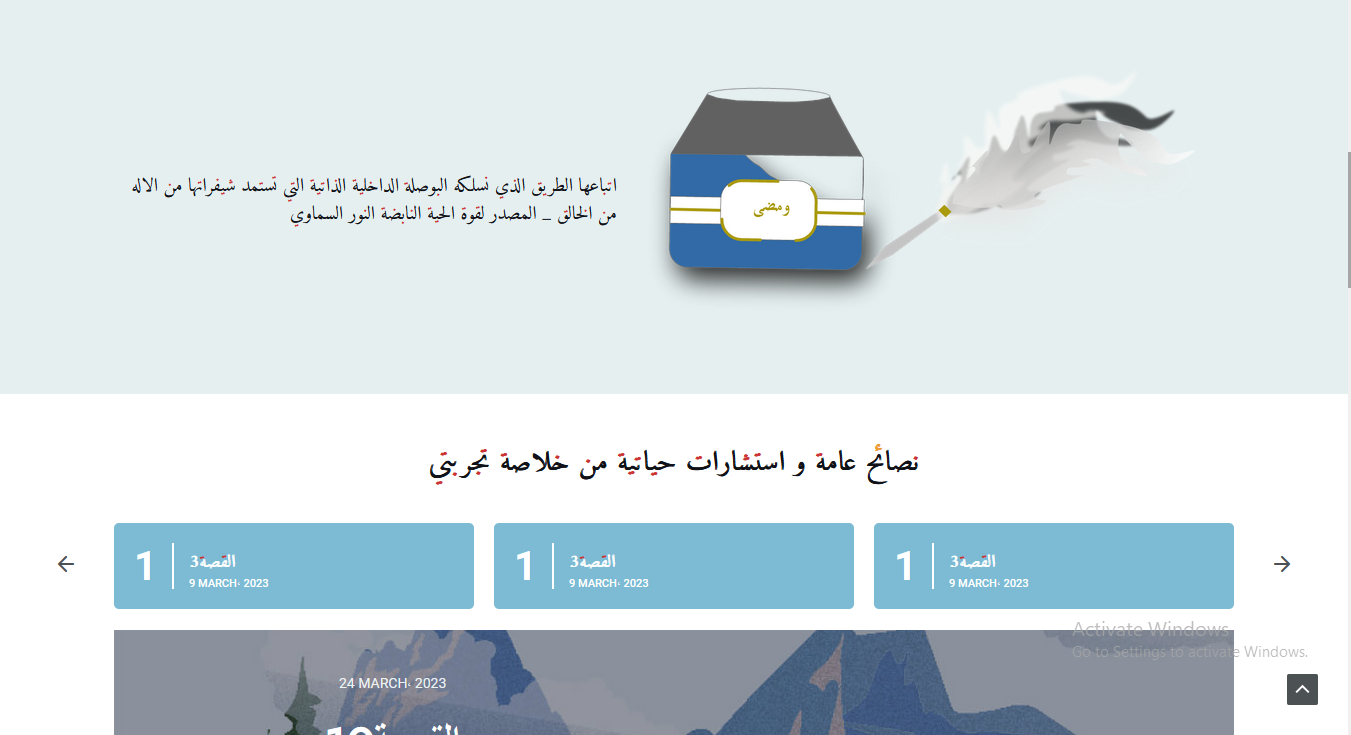 اتباعها الطريق الذي نسلكه البوصلة الداخلية الذاتية التي تستمد شيفراتها من الاله
من الخالق _ المصدر لقوة الحية النابضة النور السماوي
ومضى
نصائح عامة و استشارات حياتية من خلاصة تجربتي
1
القصة3
9 MARCH، 2023
1
القصة3
9 MARCH، 2023
1
القصة3
9 MARCH، 2023
Activate Windows
Go to Settings to activate Windows.
24 MARCH، 2023
القصة10